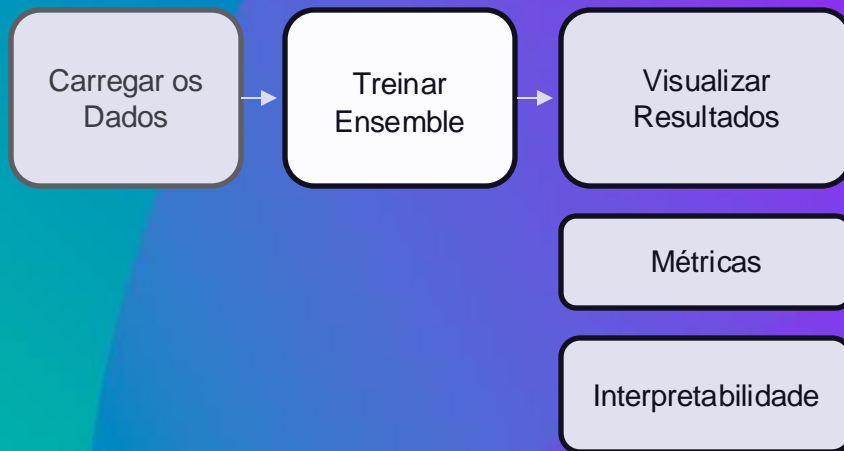 Carregar os
Dados
Treinar
Ensemble
Visualizar
Resultados
Métricas
Interpretabilidade